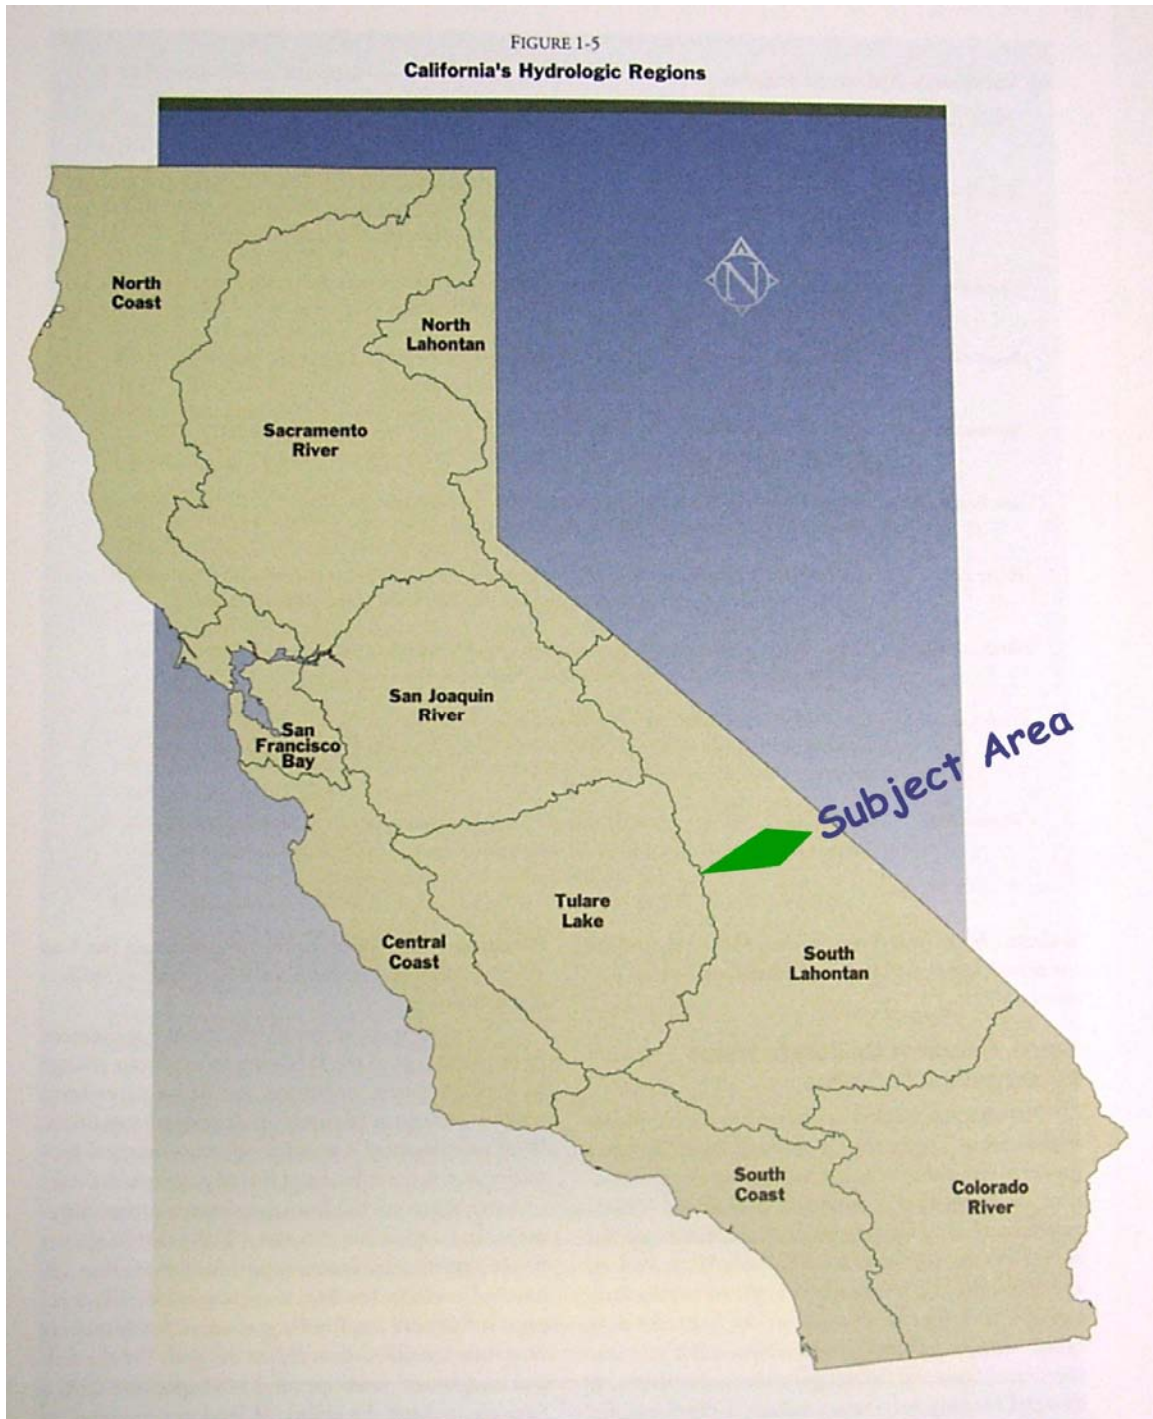 FIGURE 1-5
California's Hydrologic Regions
N
North
Coast
North
Lahontan
Sacramento
River
San Joaquin
River
San
Francisco
Bay
Subject Area
Tulare
Lake
Central
Coast
South
Lahontan
South
Coast
Colorado
River